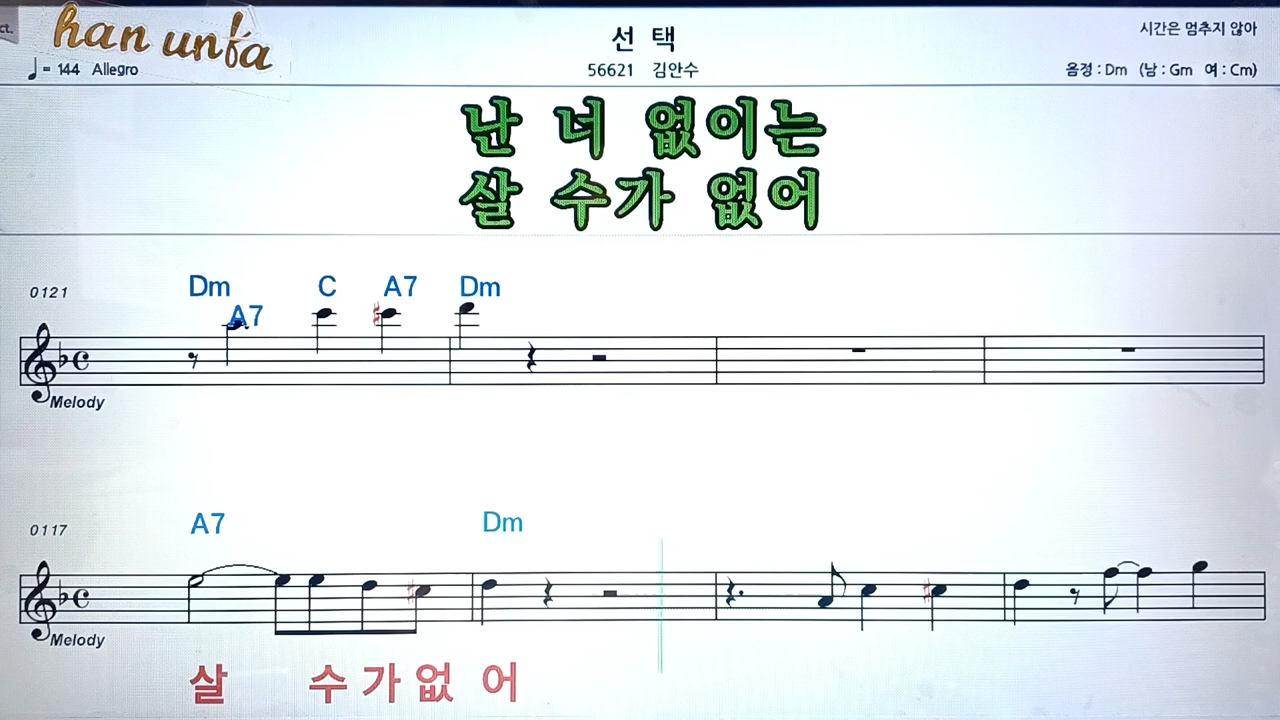 ct.
han unfa
선 택
시간은 멈추지 않아
♩= 144 Allegro
56621 김안수
음정 : Dm (남 : Gm 여 : Cm)
난 너 없이는
살 수가 없어
Dm A7 C A7 Dm
0121
Melody
A7 Dm
0117
Melody
살 수 가 없 어